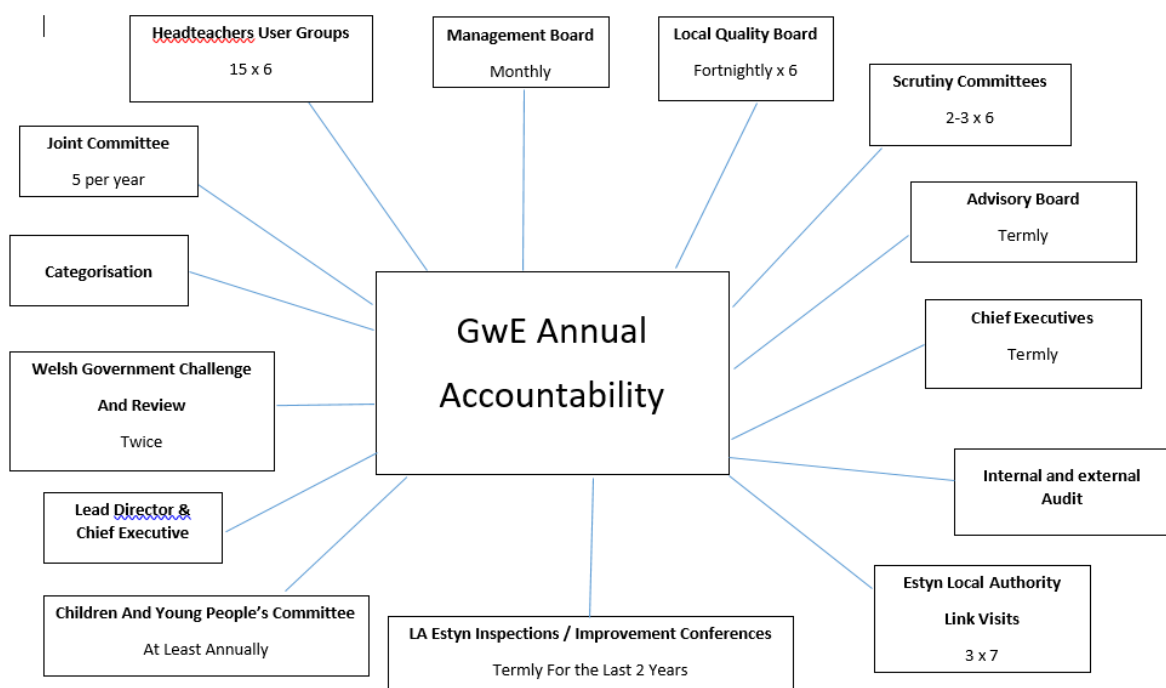 Headteachers User Groups
15 x 6
Management Board
Monthly
Local Quality Board
Fortnightly x 6
Scrutiny Committees
2-3 x 6
Joint Committee
5 per year
Advisory Board
Termly
Categorisation
GwE Annual
Accountability
Chief Executives
Termly
Welsh Government Challenge
And Review
Twice
Internal and external
Audit
Lead Director &
Chief Executive
Estyn Local Authority
Link Visits
3 x 7
Children And Young People’s Committee
At Least Annually
LA Estyn Inspections / Improvement Conferences
Termly For the Last 2 Years